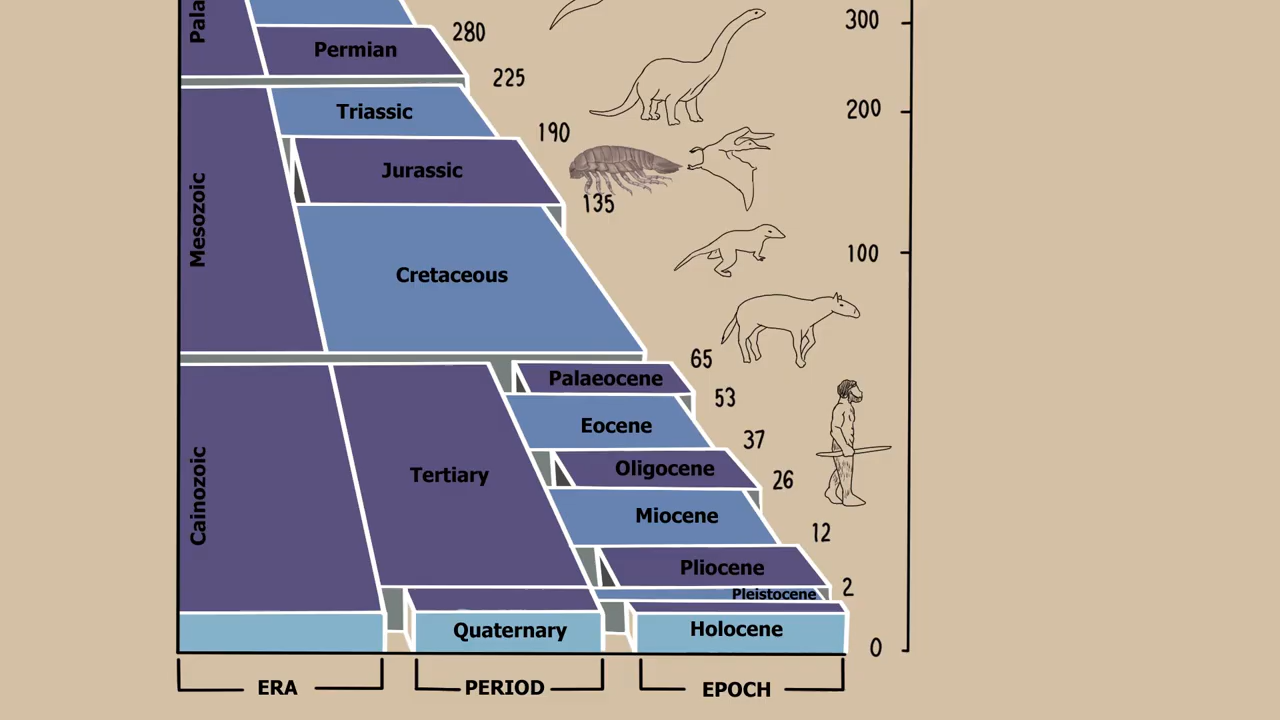 Pala
300
280
Permian
225
200
Triassic
190
Jurassic
135
Mesozoic
100
Cretaceous
65
Palaeocene
53
Eocene
37
Oligocene
26
Tertiary
Cainozoic
Miocene
12
Pliocene
2
Pleistocene
Quaternary
Holocene
0
ERA
PERIOD
EPOCH